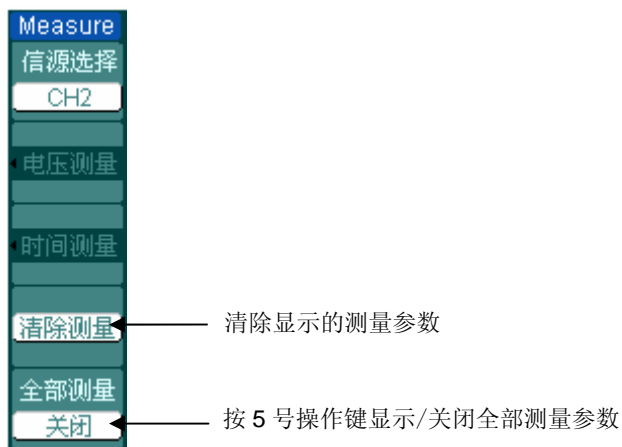 Measure
信源选择
CH2
电压测量
时间测量
清除测量
清除显示的测量参数
全部测量
关闭
按 5 号操作键显示/关闭全部测量参数